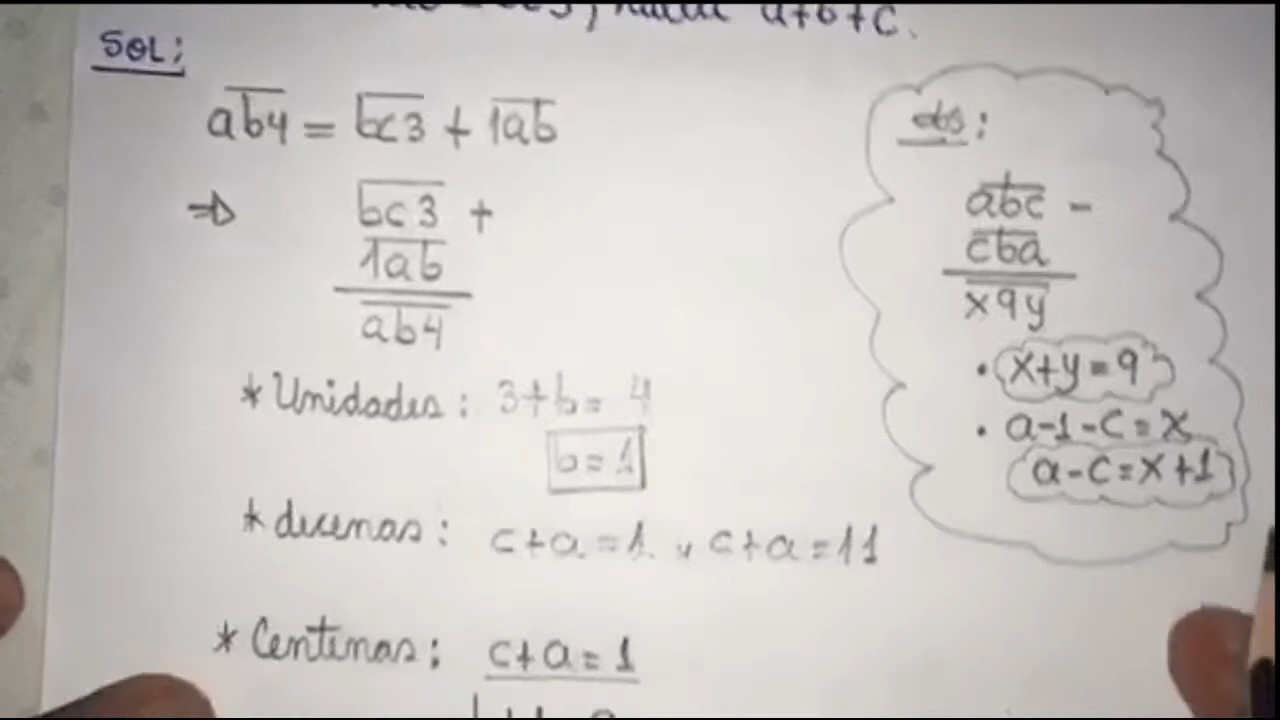 a+b+c.
SOL:
ab4 = bc3 + 1ab
⇒ bc3 +
1ab
ab4
* Unidades: 3+b= 4
b=1
* decenas: c+a=1 v c+a=11
* Centenas: c+a=1
obs:
abc -
cba
x9y
• x+y=9
• a-1-c=x
a-c=x+1